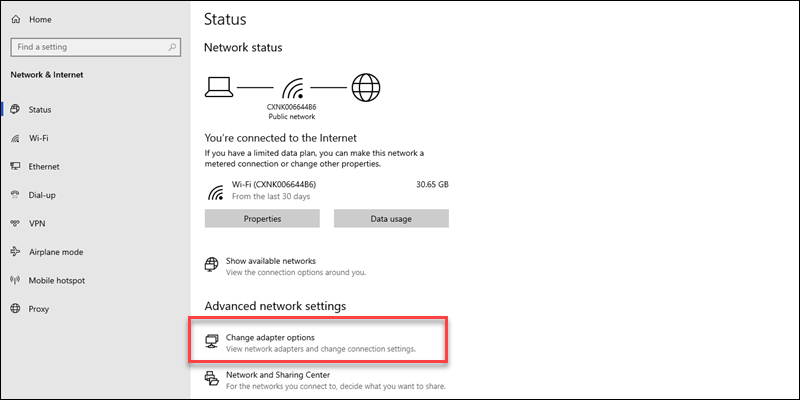 Home
Find a setting
Network & Internet
Status
Wi-Fi
Ethernet
Dial-up
VPN
Airplane mode
Mobile hotspot
Proxy
Status
Network status
CXNK006644B6
Public network
You're connected to the Internet
If you have a limited data plan, you can make this network a
metered connection or change other properties.
Wi-Fi (CXNK006644B6) 30.65 GB
From the last 30 days
Properties Data usage
Show available networks
View the connection options around you.
Advanced network settings
Change adapter options
View network adapters and change connection settings.
Network and Sharing Center
For the networks you connect to, decide what you want to share.